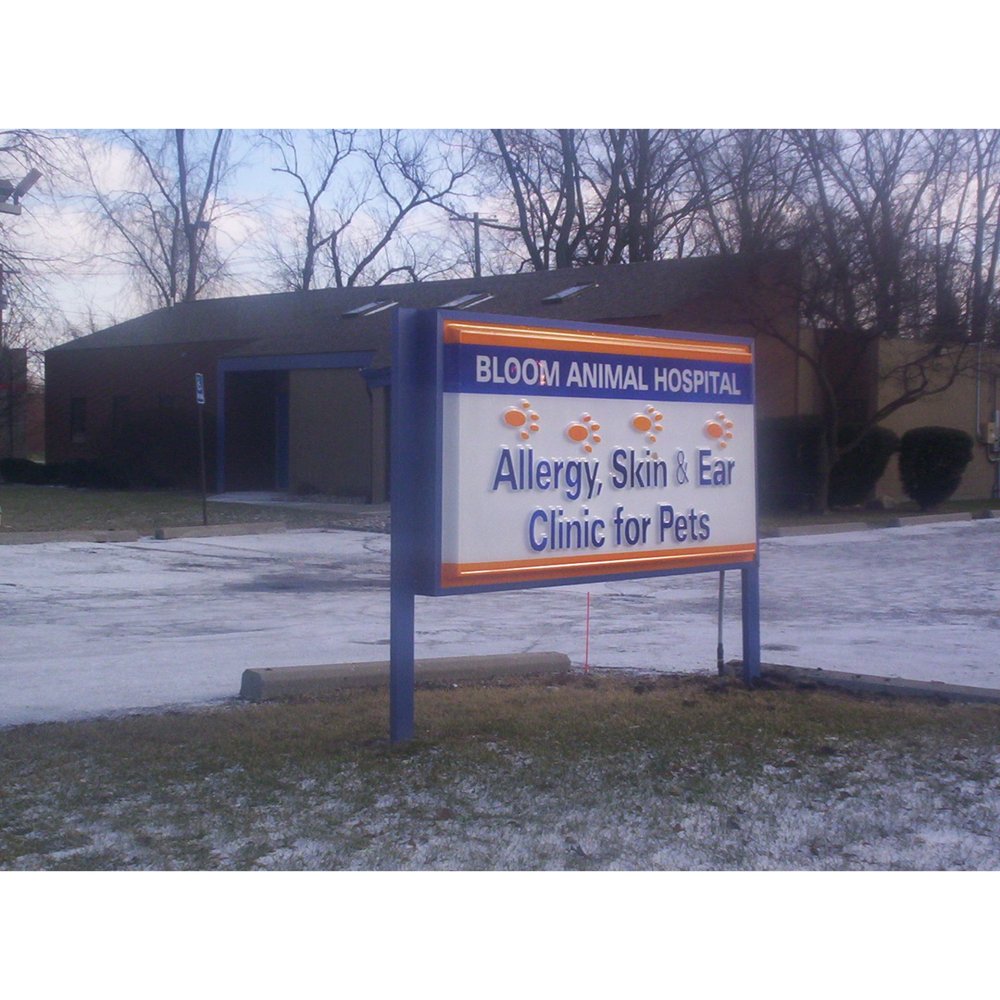 BLOOM ANIMAL HOSPITAL
Allergy, Skin & Ear
Clinic for Pets